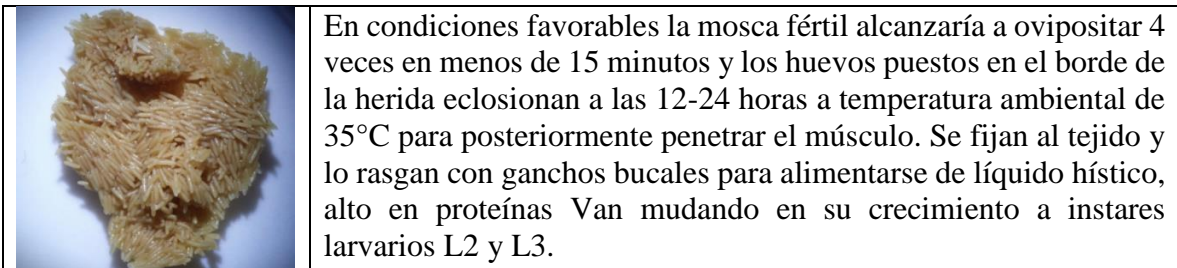 En condiciones favorables la mosca fértil alcanzaría a ovipositar 4
veces en menos de 15 minutos y los huevos puestos en el borde de
la herida eclosionan a las 12-24 horas a temperatura ambiental de
35°C para posteriormente penetrar el músculo. Se fijan al tejido y
lo rasgan con ganchos bucales para alimentarse de líquido hístico,
alto en proteínas Van mudando en su crecimiento a instares
larvarios L2 y L3.